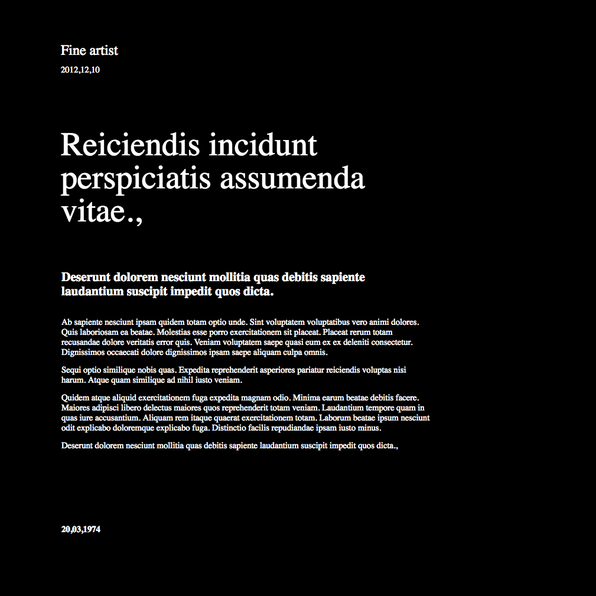 Fine artist
2012,12,10
Reiciendis incidunt
perspiciatis assumenda
vitae.,
Deserunt dolorem nesciunt mollitia quas debitis sapiente
laudantium suscipit impedit quos dicta.
Ab sapiente nesciunt ipsam quidem totam optio unde. Sint voluptatem voluptatibus vero animi dolores.
Quis laboriosam ea beatae. Molestias esse porro exercitationem sit placeat. Placeat rerum totam
recusandae dolore veritatis error quis. Veniam voluptatem saepe quasi eum ex ex deleniti consectetur.
Dignissimos occaecati dolore dignissimos ipsam saepe aliquam culpa omnis.
Sequi optio similique nobis quas. Expedita reprehenderit asperiores pariatur reiciendis voluptas nisi
harum. Atque quam similique ad nihil iusto veniam.
Quidem atque aliquid exercitationem fuga expedita magnam odio. Minima earum beatae debitis facere.
Maiores adipisci libero delectus maiores quos reprehenderit totam veniam. Laudantium tempore quam in
quas iure accusantium. Aliquam rem itaque quaerat exercitationem totam. Laborum beatae ipsum nesciunt
odit explicabo doloremque explicabo fuga. Distinctio facilis repudiandae ipsam iusto minus.
Deserunt dolorem nesciunt mollitia quas debitis sapiente laudantium suscipit impedit quos dicta.,
20,03,1974